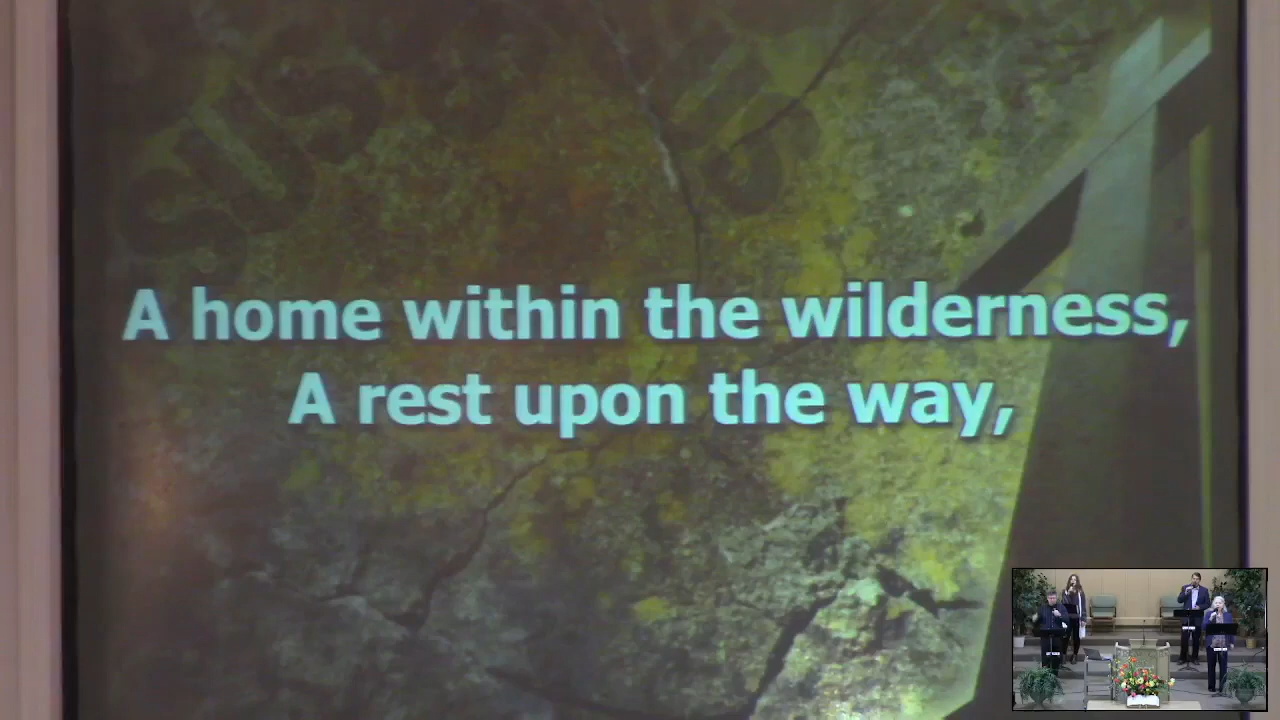 A home within the wilderness,
A rest upon the way,